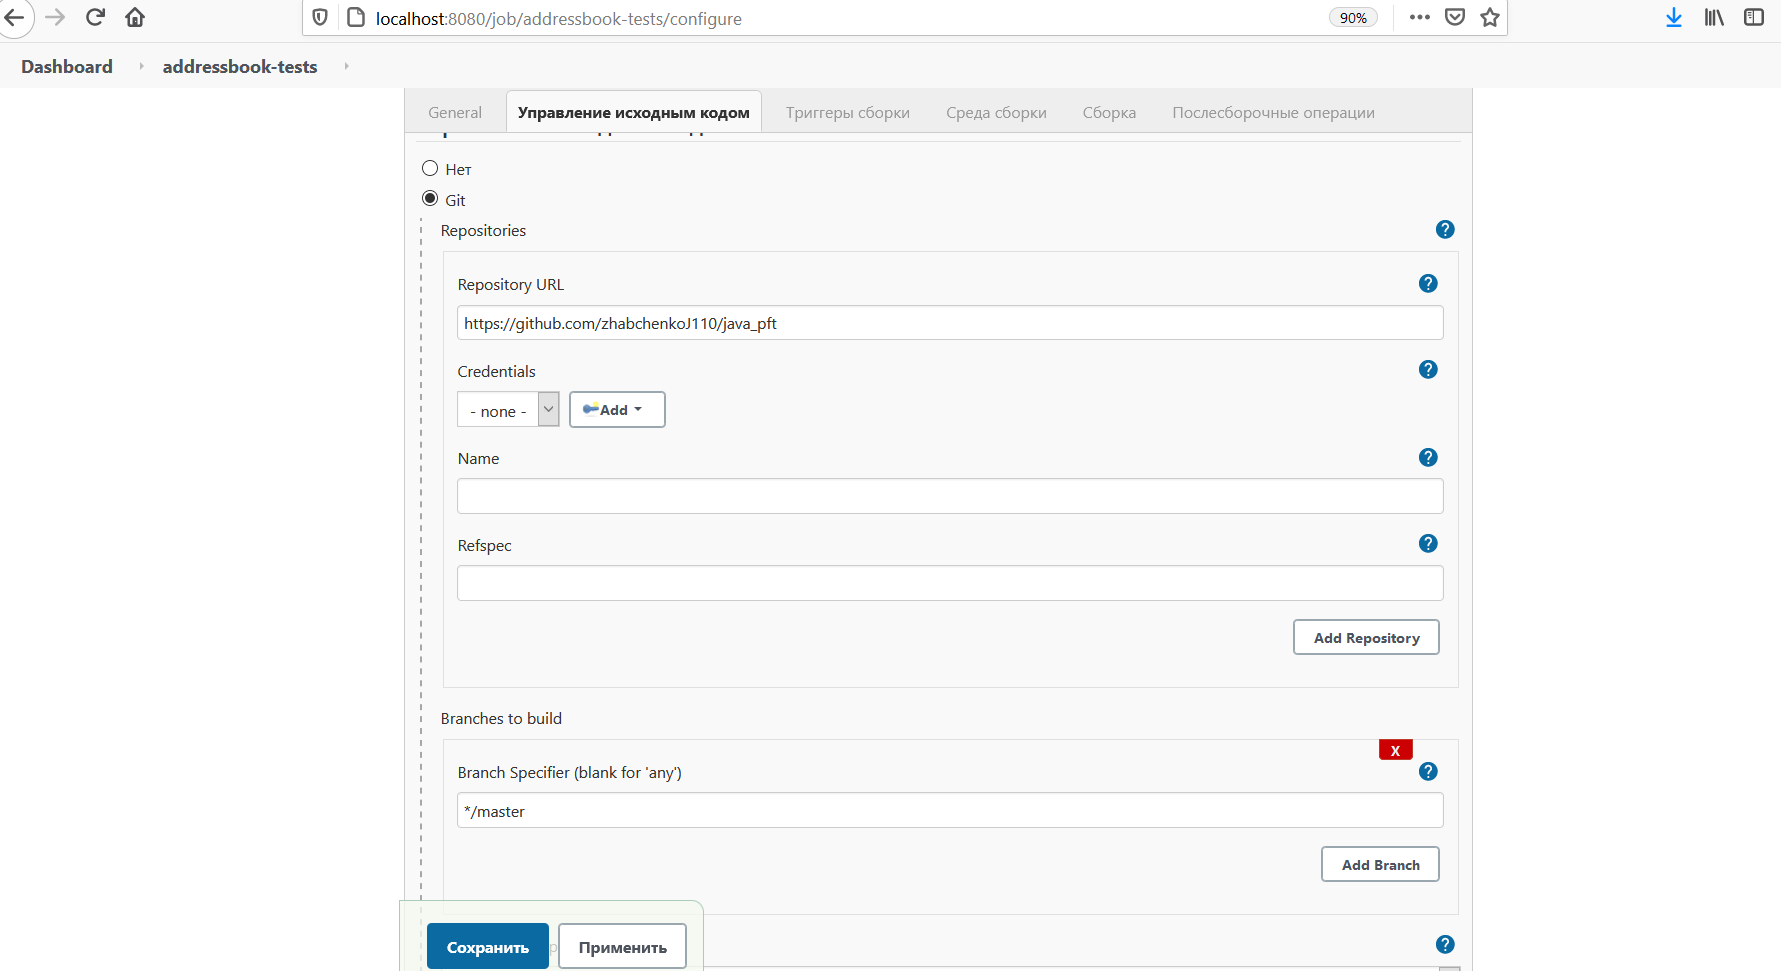 localhost:8080/job/addressbook-tests/configure
90%
Dashboard
addressbook-tests
General
Управление исходным кодом
Триггеры сборки
Среда сборки
Сборка
Послесборочные операции
Нет
Git
Repositories
Repository URL
https://github.com/zhabchenkoJ110/java_pft
Credentials
- none -
Add
Name
Refspec
Add Repository
Branches to build
X
Branch Specifier (blank for 'any')
*/master
Add Branch
Сохранить
Применить